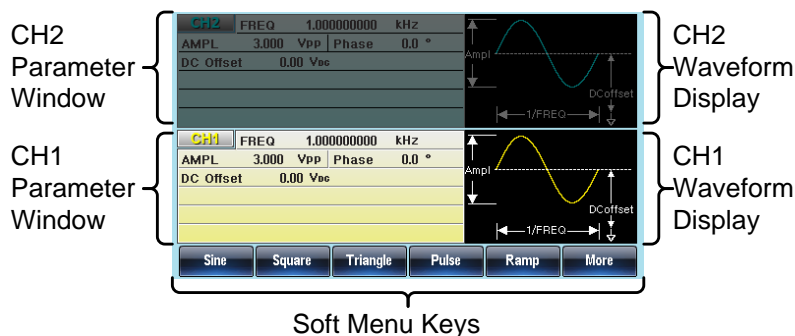 CH2
Parameter
Window
CH2 FREQ 1.000000000 kHz
AMPL 3.000 Vpp Phase 0.0 °
DC Offset 0.00 VDC
Ampl
DCoffset
1/FREQ
CH2
Waveform
Display
CH1
Parameter
Window
CH1 FREQ 1.000000000 kHz
AMPL 3.000 Vpp Phase 0.0 °
DC Offset 0.00 VDC
Ampl
DCoffset
1/FREQ
CH1
Waveform
Display
Sine Square Triangle Pulse Ramp More
Soft Menu Keys